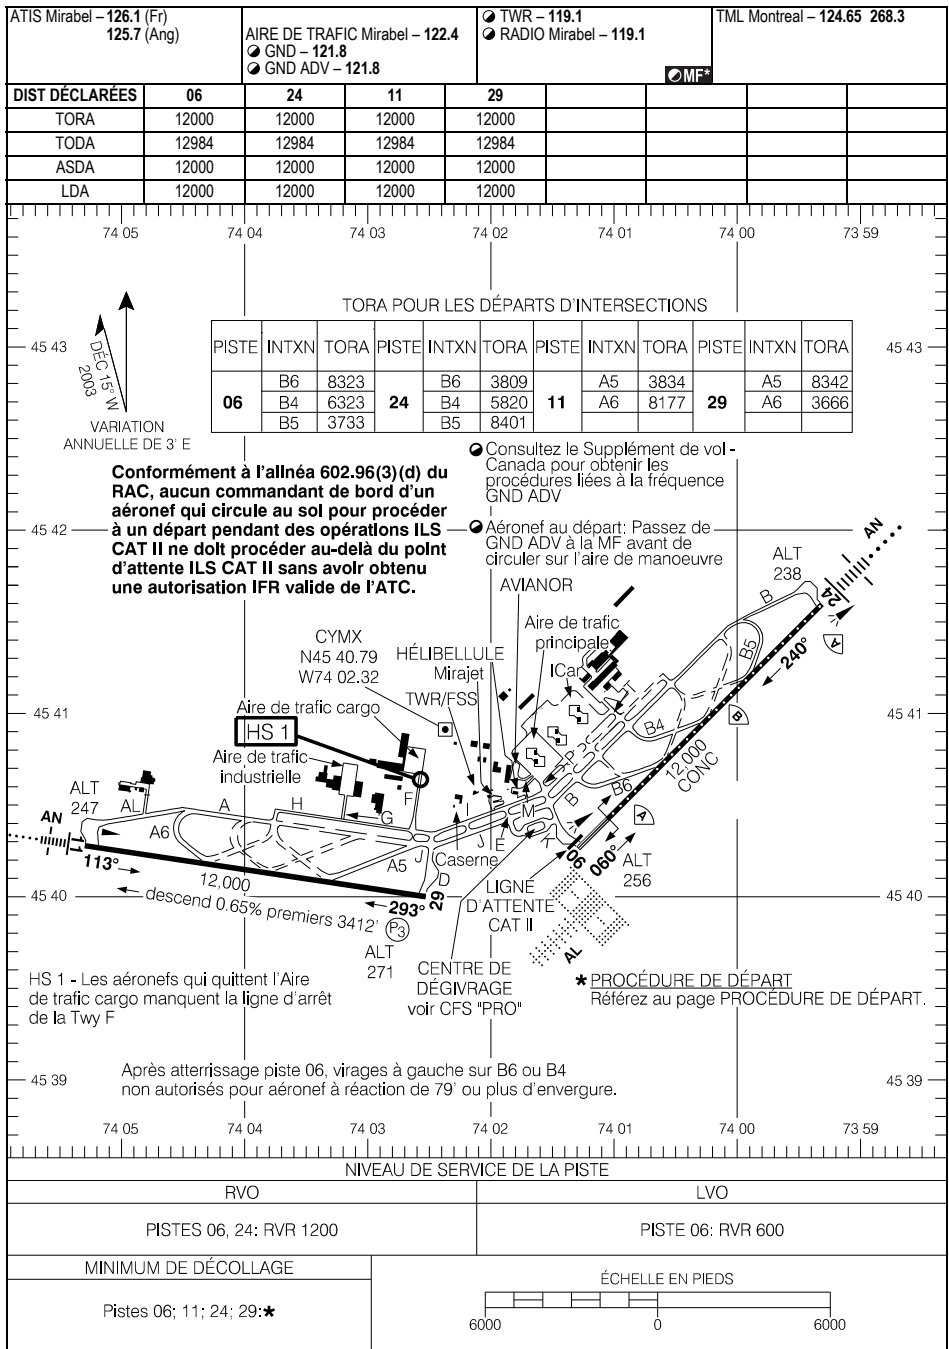 ATIS Mirabel – 126.1 (Fr)
125.7 (Ang)
AIRE DE TRAFIC Mirabel – 122.4
GND – 121.8
GND ADV – 121.8
TWR – 119.1
RADIO Mirabel – 119.1
MF*
TML Montreal – 124.65 268.3
DIST DÉCLARÉES 06 24 11 29
TORA 12000 12000 12000 12000
TODA 12984 12984 12984 12984
ASDA 12000 12000 12000 12000
LDA 12000 12000 12000 12000
74 05 74 04 74 03 74 02 74 01 74 00 73 59
TORA POUR LES DÉPARTS D'INTERSECTIONS
PISTE INTXN TORA PISTE INTXN TORA PISTE INTXN TORA PISTE INTXN TORA
06 B6 8323 24 B6 3809 11 A5 3834 29 A5 8342
B4 6323 B4 5820 A6 8177 A6 3666
B5 3733 B5 8401
45 43 45 43
DÉC 15° W
2003
VARIATION
ANNUELLE DE 3' E
Conformément à l'allnéa 602.96(3)(d) du
RAC, aucun commandant de bord d'un
aéronef qui circule au sol pour procéder
à un départ pendant des opérations ILS
CAT II ne dolt procéder au-delà du point
d'attente ILS CAT II sans avolr obtenu
une autorisation IFR valide de l'ATC.
Consultez le Supplément de vol -
Canada pour obtenir les
procédures liées à la fréquence
GND ADV
Aéronef au départ: Passez de
GND ADV à la MF avant de
circuler sur l'aire de manoeuvre
45 42 45 42
AN
ALT
238
24
B
B5
240°
A
AVIANOR
Aire de trafic
principale
ICar
CYMX
N45 40.79
W74 02.32
HÉLIBELLULE
Mirajet
TWR/FSS
Aire de trafic cargo
HS 1
Aire de trafic
industrielle
45 41 45 41
B
B4
12,000
CONC
B6
A
P
B
M
K
ALT
247
AL
A
H
G
F
I
J
E
AN
A6
A5
J
D
Caserne
113°
12,000
descend 0.65% premiers 3412'
293°
29
P3
ALT
271
06
060°
ALT
256
LIGNE
D'ATTENTE
CAT II
AL
45 40 45 40
CENTRE DE
DÉGIVRAGE
voir CFS "PRO"
HS 1 - Les aéronefs qui quittent l'Aire
de trafic cargo manquent la ligne d'arrêt
de la Twy F
* PROCÉDURE DE DÉPART
Référez au page PROCÉDURE DE DÉPART.
Après atterrissage piste 06, virages à gauche sur B6 ou B4
non autorisés pour aéronef à réaction de 79' ou plus d'envergure.
45 39 45 39
74 05 74 04 74 03 74 02 74 01 74 00 73 59
NIVEAU DE SERVICE DE LA PISTE
RVO LVO
PISTES 06, 24: RVR 1200 PISTE 06: RVR 600
MINIMUM DE DÉCOLLAGE
Pistes 06; 11; 24; 29:*
ÉCHELLE EN PIEDS
6000 0 6000